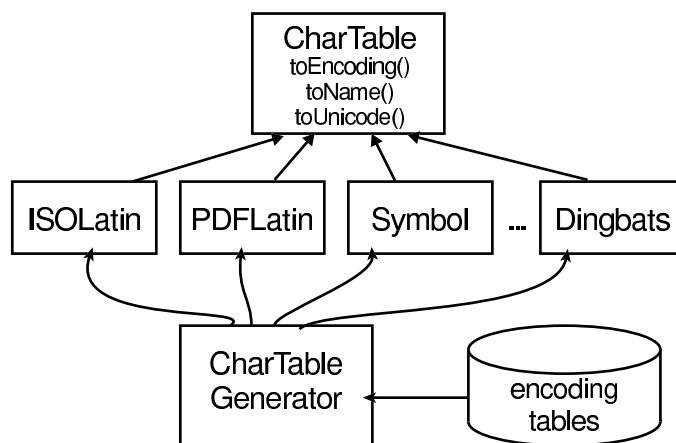 CharTable
toEncoding()
toName()
toUnicode()
ISOLatin
PDFLatin
Symbol
...
Dingbats
CharTable
Generator
encoding
tables